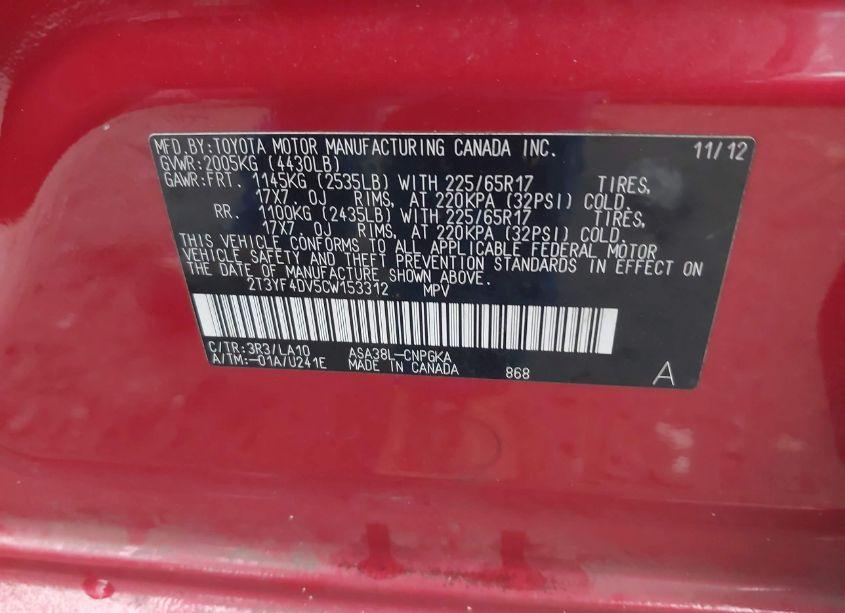 MFD.BY:TOYOTA MOTOR MANUFACTURING CANADA INC. 11/12
GVWR:2005KG (4430LB)
GAWR:FRT. 1145KG (2535LB) WITH 225/65R17 TIRES,
17X7.0J RIMS, AT 220KPA (32PSI) COLD.
RR. 1100KG (2435LB) WITH 225/65R17 TIRES,
17X7.0J RIMS, AT 220KPA (32PSI) COLD.
THIS VEHICLE CONFORMS TO ALL APPLICABLE FEDERAL MOTOR
VEHICLE SAFETY AND THEFT PREVENTION STANDARDS IN EFFECT ON
THE DATE OF MANUFACTURE SHOWN ABOVE.
2T3YF4DV5CW153312 MPV
C/TR:3R3/LA10 ASA38L-CNPGKA
A/TM:-01A/U241E MADE IN CANADA 868 A